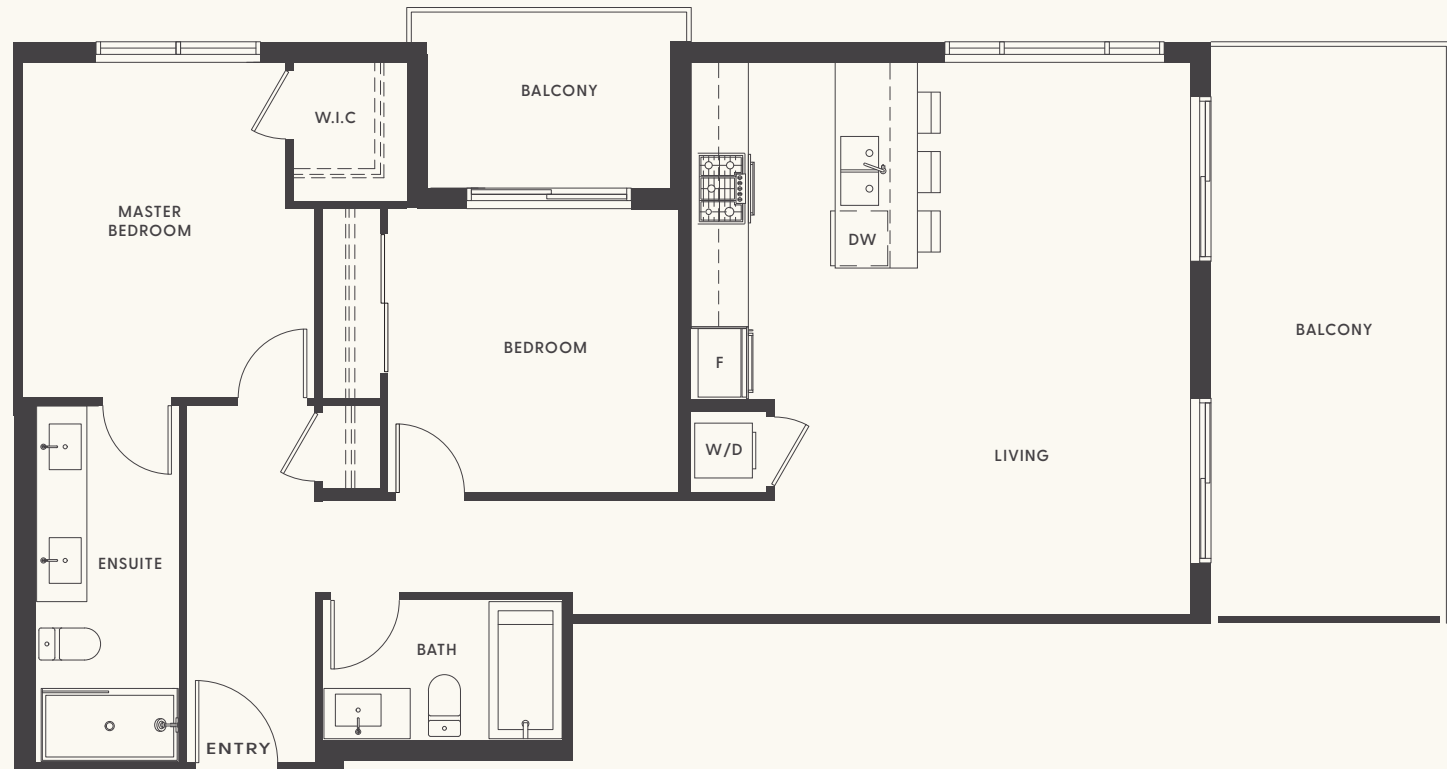 BALCONY
W.I.C
MASTER
BEDROOM
DW
BALCONY
BEDROOM
F
W/D
LIVING
ENSUITE
BATH
ENTRY